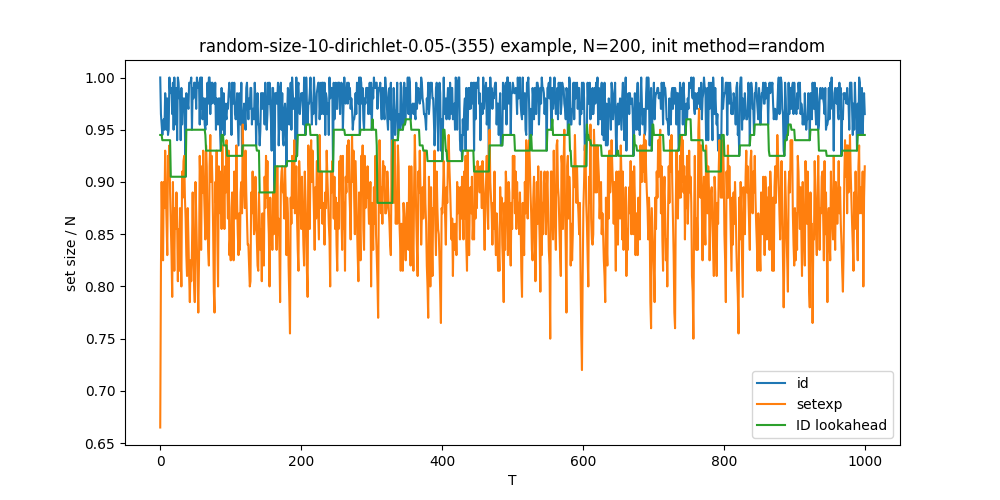 random-size-10-dirichlet-0.05-(355) example, N=200, init method=random
1.00
0.95
0.90
0.85
0.80
0.75
0.70
0.65
set size / N
0
200
400
600
800
1000
T
id
setexp
ID lookahead